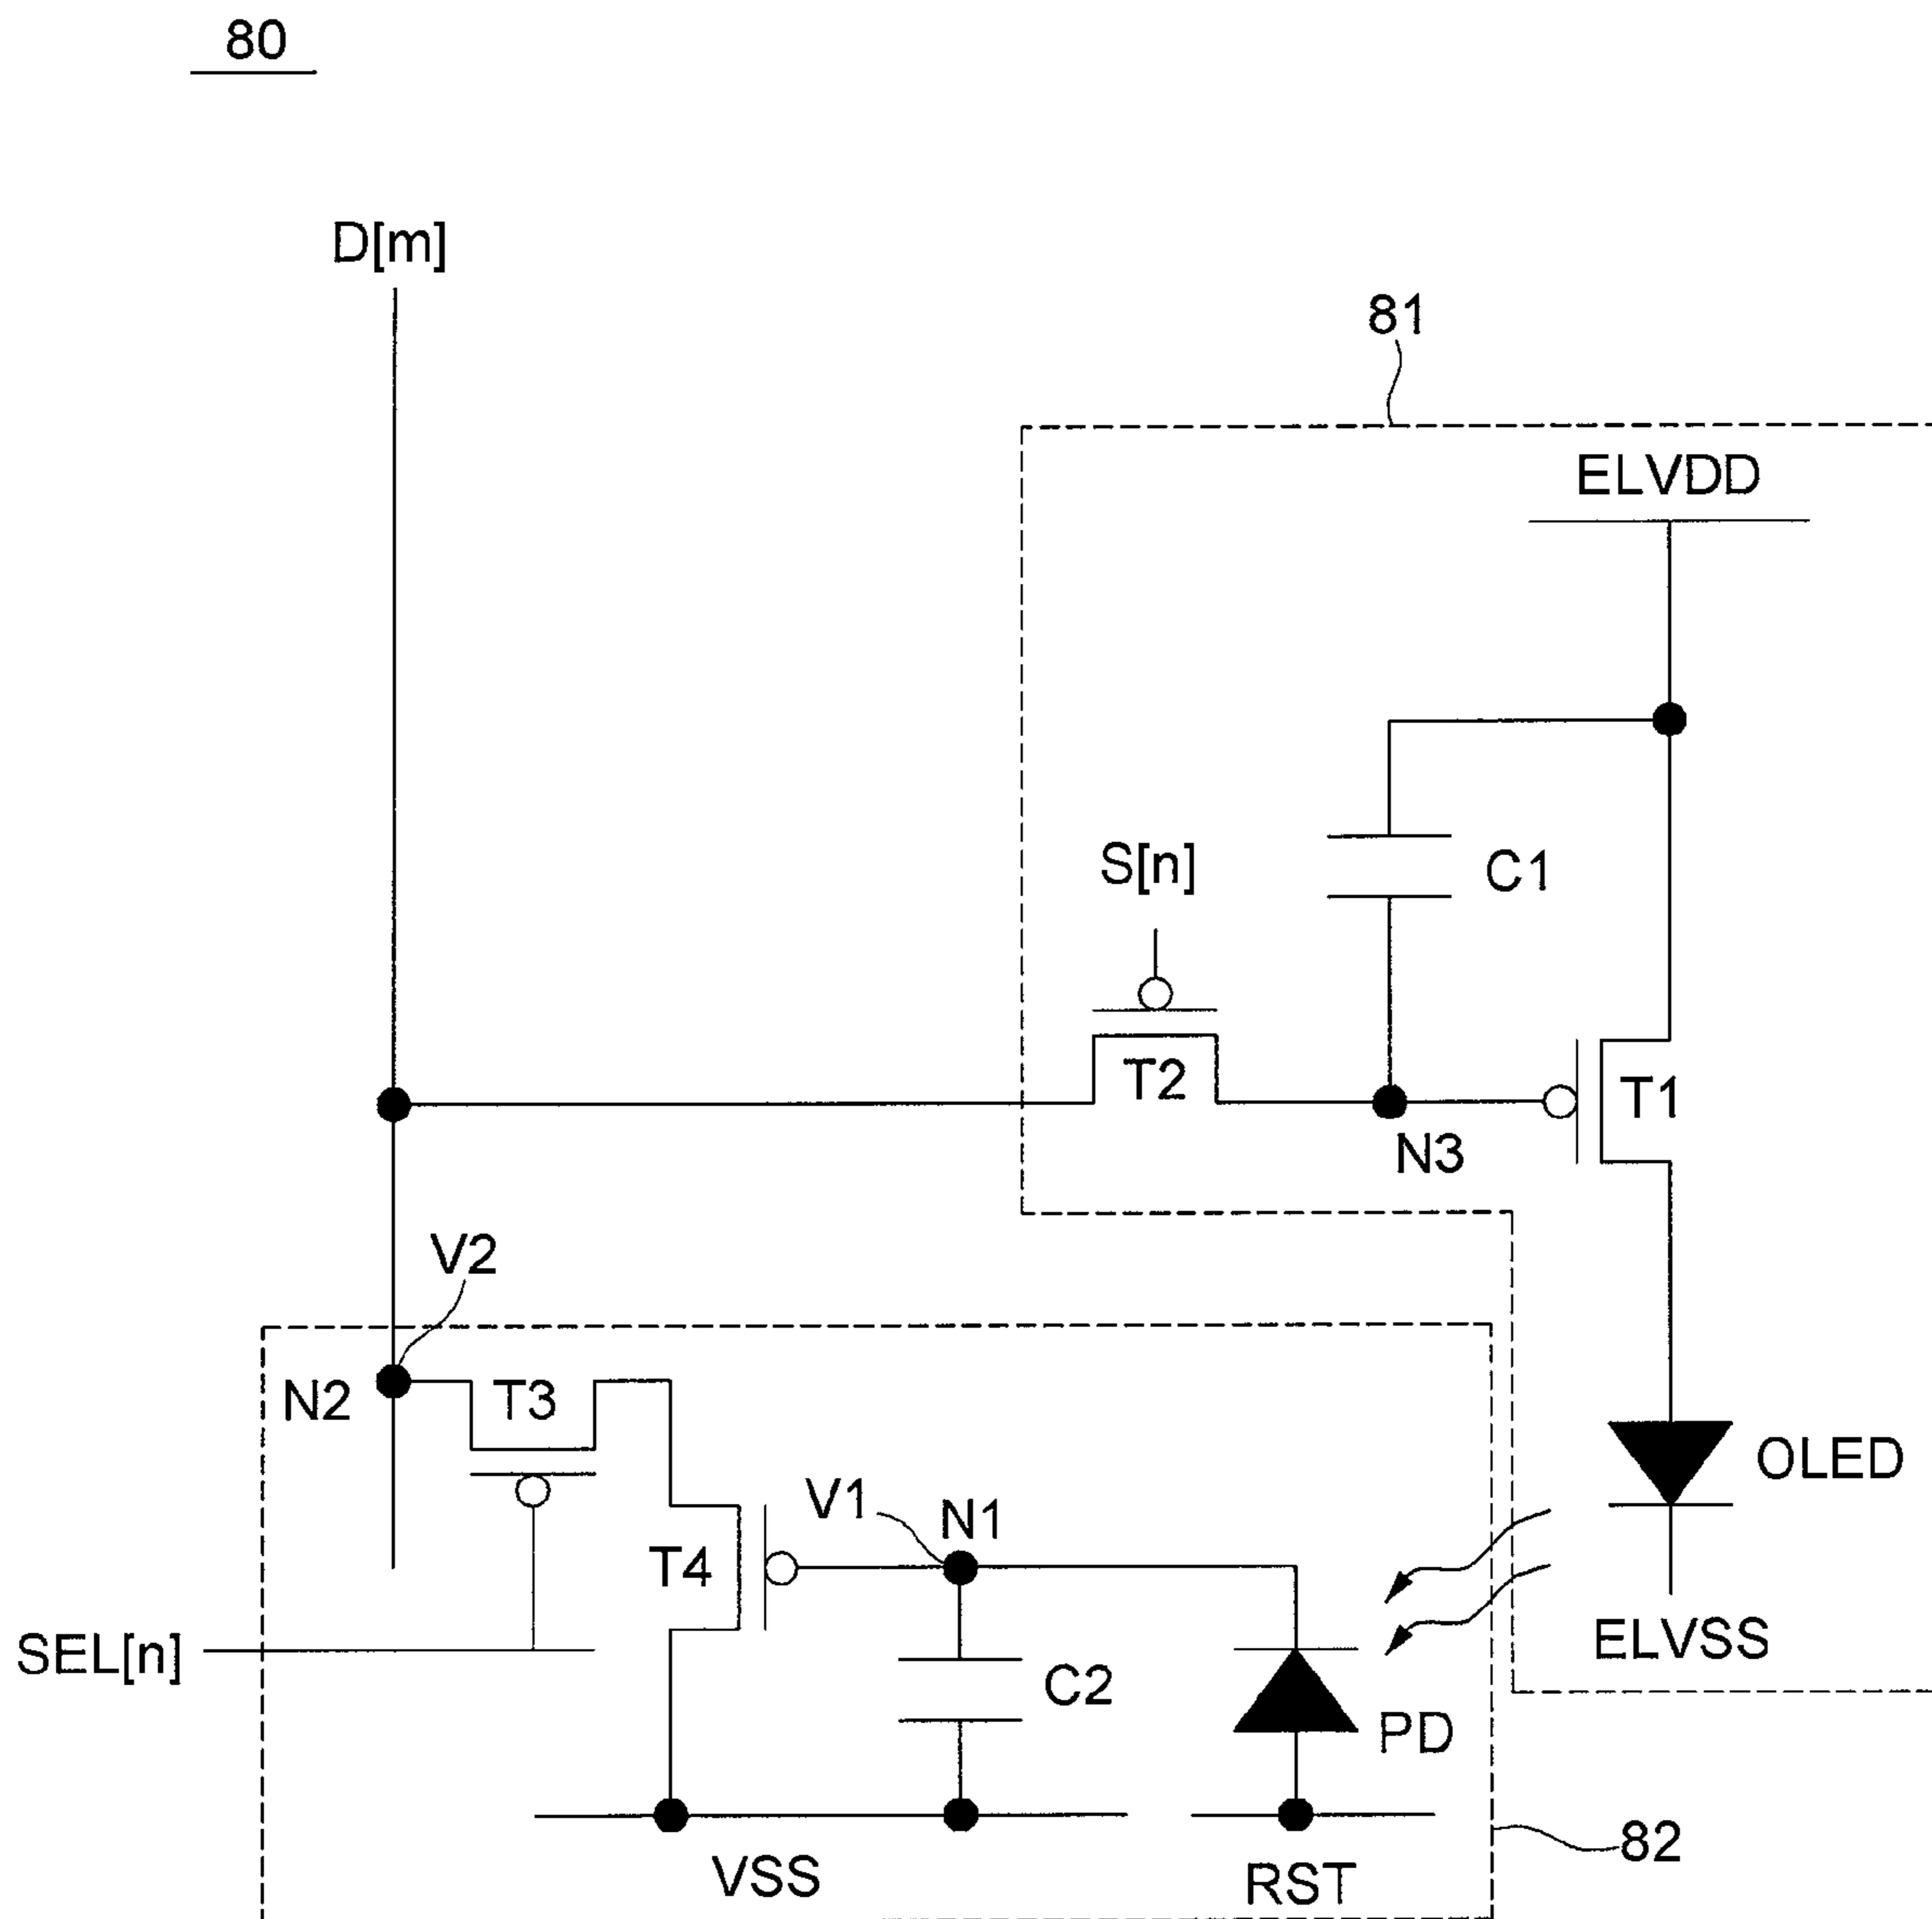 80
D[m]
81
ELVDD
S[n]
C1
T2
T1
N3
V2
N2
T3
V1
N1
OLED
T4
SEL[n]
ELVSS
C2
PD
82
VSS
RST